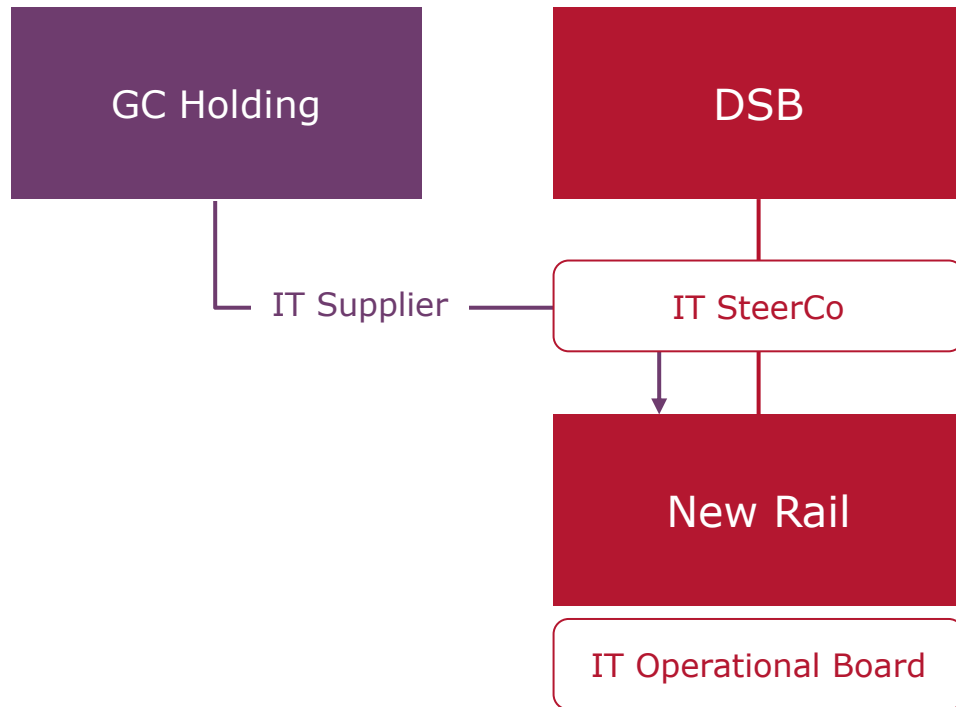 GC Holding
DSB
IT Supplier
IT SteerCo
New Rail
IT Operational Board